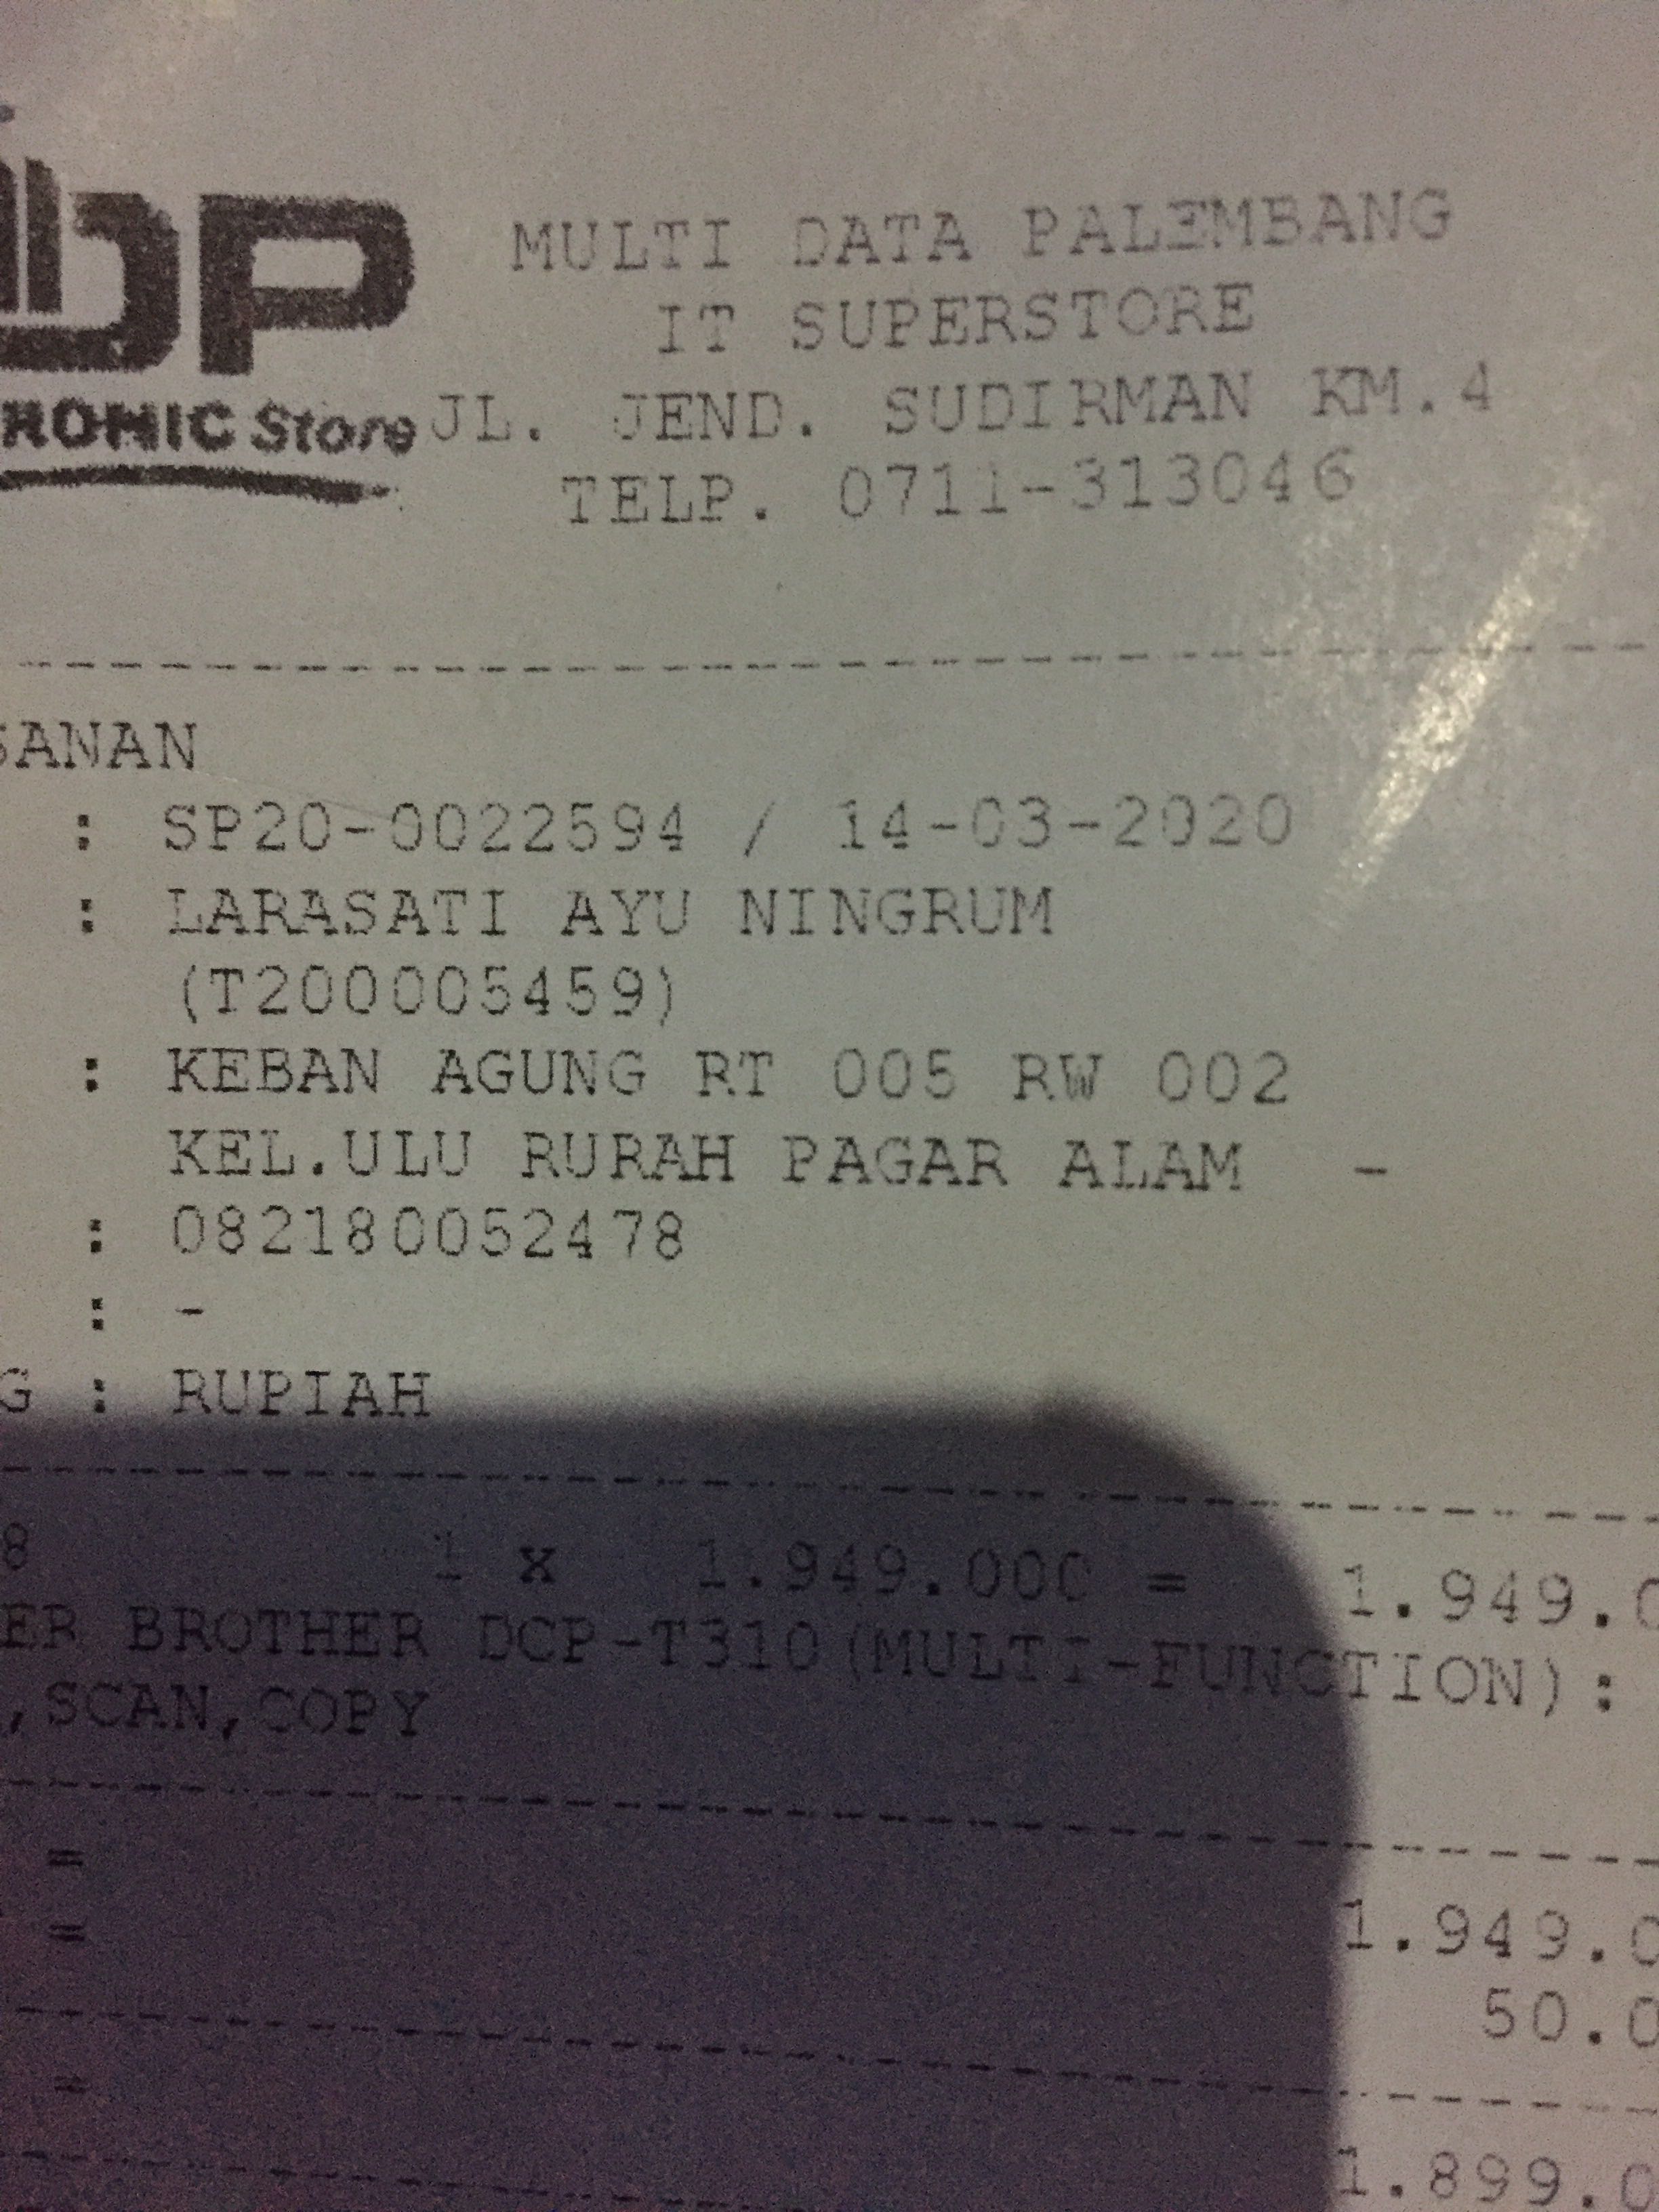 DP
MULTI DATA PALEMBANG
IT SUPERSTORE
RONIC Store JL. JEND. SUDIRMAN KM.4
TELP. 0711-313046
SANAN
: SP20-0022594 / 14-03-2020
: LARASATI AYU NINGRUM
(T200005459)
: KEBAN AGUNG RT 005 RW 002
KEL.ULU RURAH PAGAR ALAM -
: 082180052478
: -
G : RUPIAH
8 1 x 1.949.000 = 1.949.0
ER BROTHER DCP-T310(MULTI-FUNCTION):
,SCAN,COPY
=
= 1.949.0
50.0
=
1.899.0